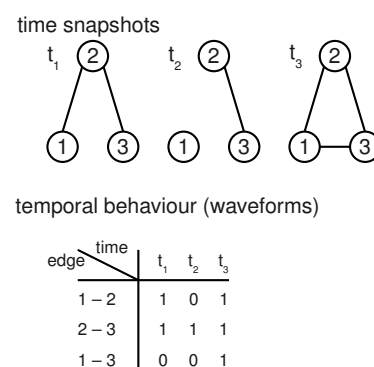 time snapshots
t1 2 t2 2 t3 2
1 3 1 3 1 3
temporal behaviour (waveforms)
edge time t1 t2 t3
1 – 2 1 0 1
2 – 3 1 1 1
1 – 3 0 0 1